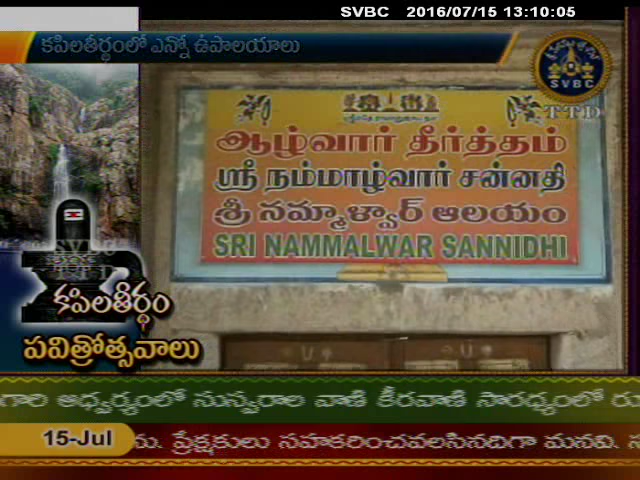 SVBC 2016/07/15 13:10:05
కపిలతీర్థంలో ఎన్నో ఉపాలయాలు
SVBC
TTD
ஆழ்வார் தீர்த்தம்
ஸ்ரீ நம்மாழ்வார் சன்னதி
శ్రీ నమ్మాళ్వార్ ఆలయం
SRI NAMMALWAR SANNIDHI
కపిలతీర్థం
పవిత్రోత్సవాలు
గారి ఆధ్వర్యంలో సుస్వరాల వాణి కీరవాణి సారధ్యంలో
15-Jul ప్రేక్షకులు సహకరించవలసినదిగా మనవి.